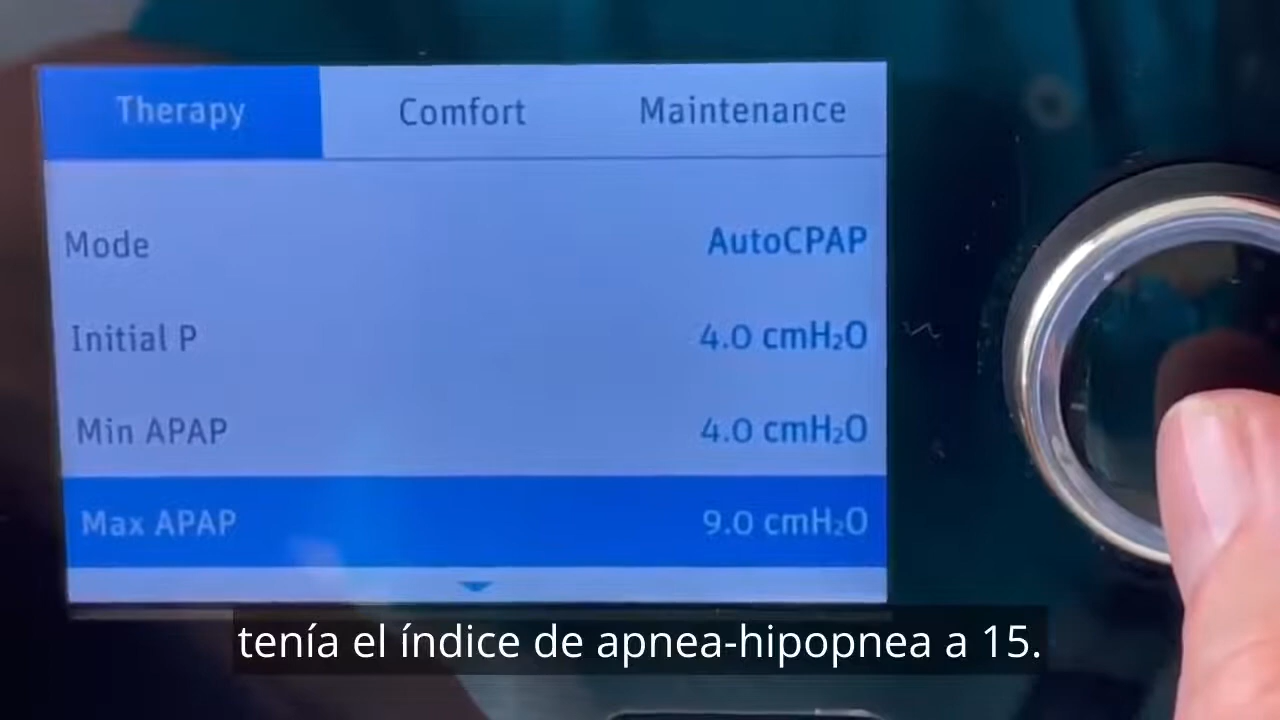 Therapy Comfort Maintenance
Mode AutoCPAP
Initial P 4.0 cmH₂O
Min APAP 4.0 cmH₂O
Max APAP 9.0 cmH₂O
tenía el índice de apnea-hipopnea a 15.